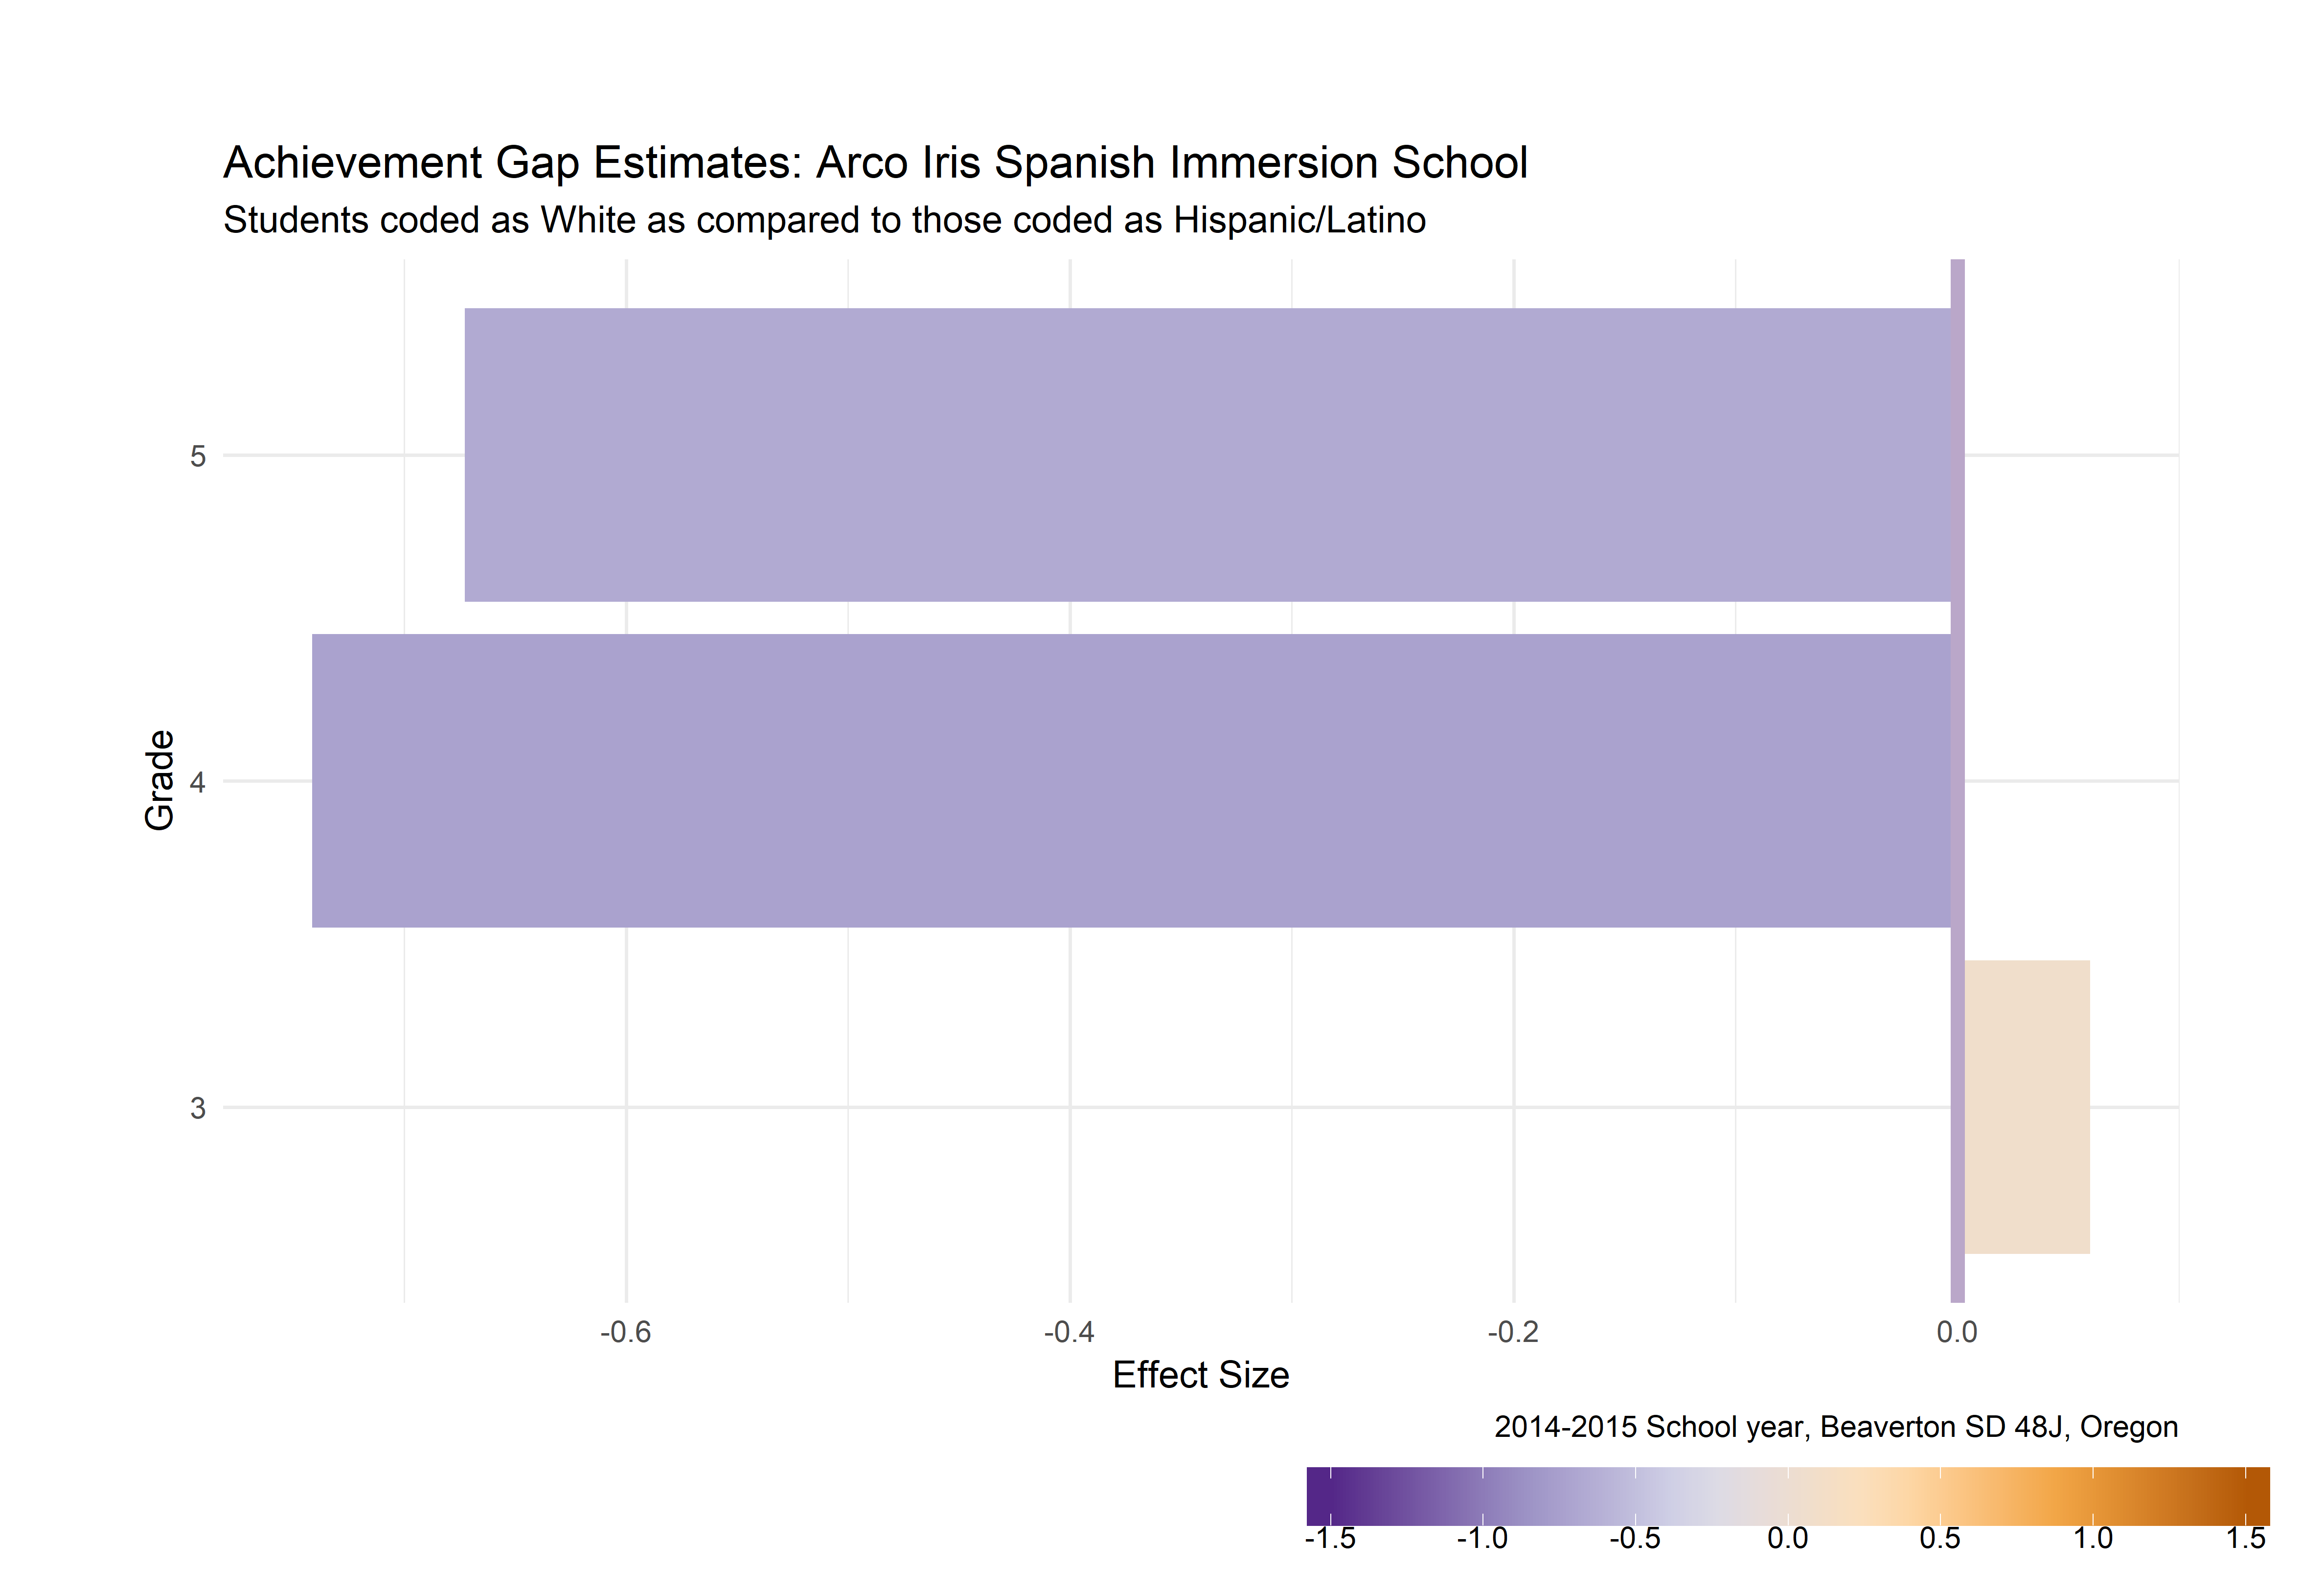 Achievement Gap Estimates: Arco Iris Spanish Immersion School
Students coded as White as compared to those coded as Hispanic/Latino
5
4
3
Grade
-0.6 -0.4 -0.2 0.0
Effect Size
2014-2015 School year, Beaverton SD 48J, Oregon
-1.5 -1.0 -0.5 0.0 0.5 1.0 1.5